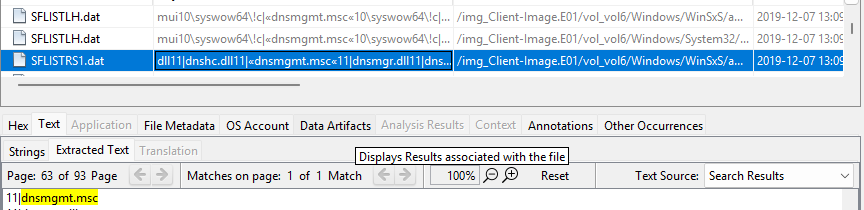 SFLISTLH.dat mui10\syswow64\!c|«dnsmgmt.msc«10\syswow64\!c|... /img_Client-Image.E01/vol_vol6/Windows/WinSxS/a... 2019-12-07 13:09
SFLISTLH.dat mui10\syswow64\!c|«dnsmgmt.msc«10\syswow64\!c|... /img_Client-Image.E01/vol_vol6/Windows/System32/... 2019-12-07 13:09
SFLISTRS1.dat dll11|dnshc.dll11|«dnsmgmt.msc«11|dnsmgr.dll11|dns... /img_Client-Image.E01/vol_vol6/Windows/WinSxS/a... 2019-12-07 13:09
Hex Text Application File Metadata OS Account Data Artifacts Analysis Results Context Annotations Other Occurrences
Strings Extracted Text Translation
Displays Results associated with the file
Page: 63 of 93 Page Matches on page: 1 of 1 Match 100% Reset Text Source: Search Results
11|dnsmgmt.msc